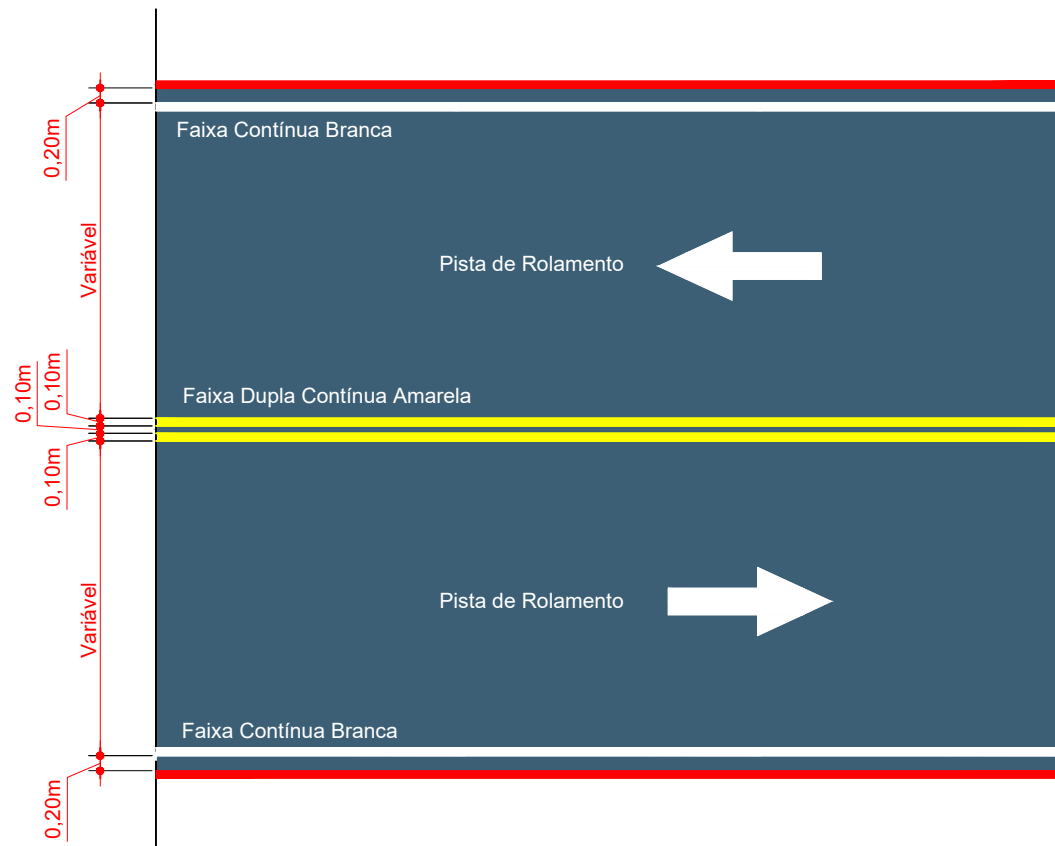 0,20m
Faixa Contínua Branca
Variável
Pista de Rolamento
0,10m
0,10m
Faixa Dupla Contínua Amarela
0,10m
Variável
Pista de Rolamento
Faixa Contínua Branca
0,20m